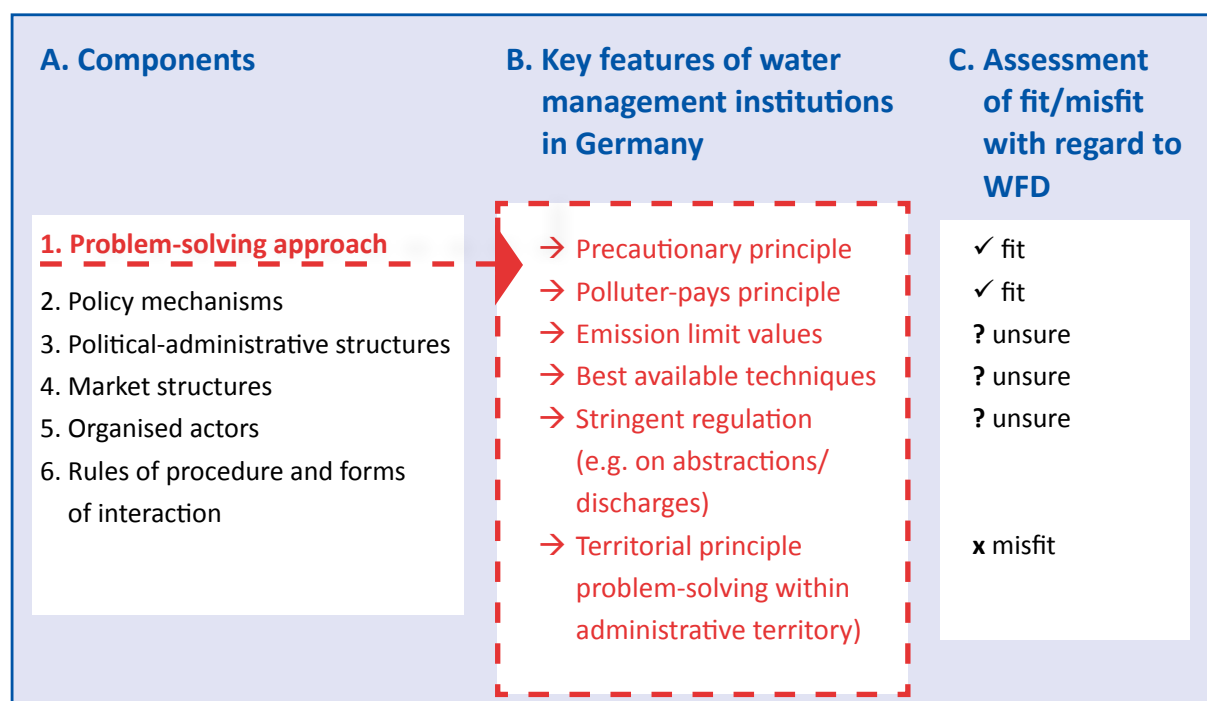 A. Components
1. Problem-solving approach
2. Policy mechanisms
3. Political-administrative structures
4. Market structures
5. Organised actors
6. Rules of procedure and forms
of interaction
B. Key features of water
management institutions
in Germany
→ Precautionary principle
→ Polluter-pays principle
→ Emission limit values
→ Best available techniques
→ Stringent regulation
(e.g. on abstractions/
discharges)
→ Territorial principle
problem-solving within
administrative territory)
C. Assessment
of fit/misfit
with regard to
WFD
✓ fit
✓ fit
? unsure
? unsure
? unsure
x misfit